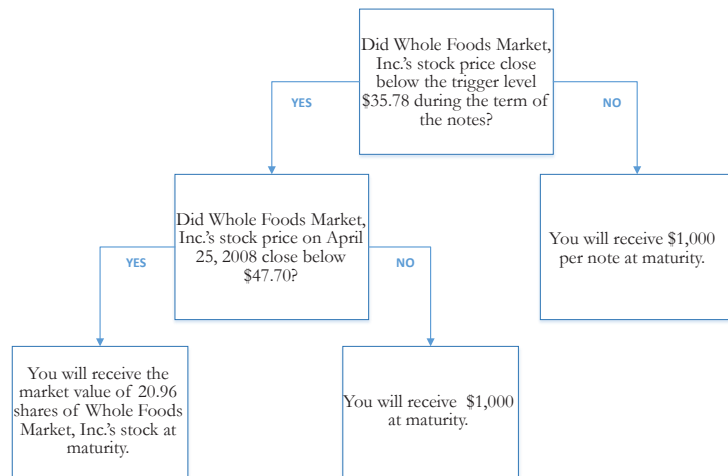 Did Whole Foods Market,
Inc.'s stock price close
below the trigger level
$35.78 during the term of
the notes?
YES
NO
Did Whole Foods Market,
Inc.'s stock price on April
25, 2008 close below
$47.70?
You will receive $1,000
per note at maturity.
YES
NO
You will receive the
market value of 20.96
shares of Whole Foods
Market, Inc.'s stock at
maturity.
You will receive  $1,000
at maturity.